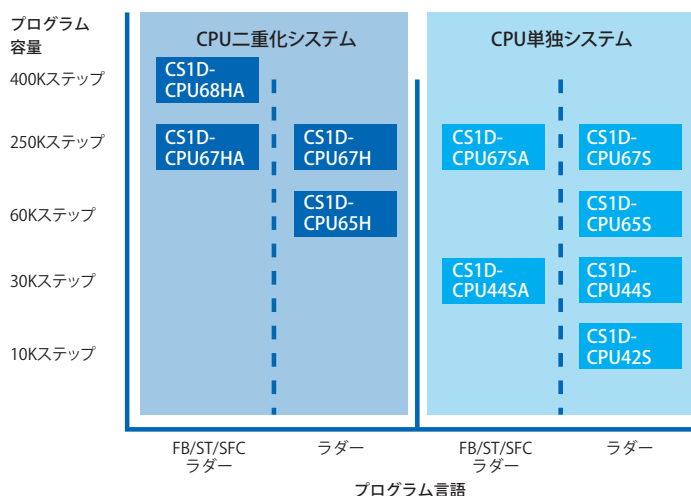 プログラム
容量
CPU二重化システム
CPU単独システム
400Kステップ
CS1D-
CPU68HA
250Kステップ
CS1D-
CPU67HA
CS1D-
CPU67H
CS1D-
CPU67SA
CS1D-
CPU67S
60Kステップ
CS1D-
CPU65H
CS1D-
CPU65S
30Kステップ
CS1D-
CPU44SA
CS1D-
CPU44S
10Kステップ
CS1D-
CPU42S
FB/ST/SFC
ラダー
ラダー
FB/ST/SFC
ラダー
ラダー
プログラム言語